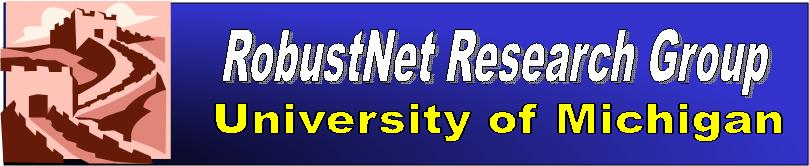 RobustNet Research Group
University of Michigan